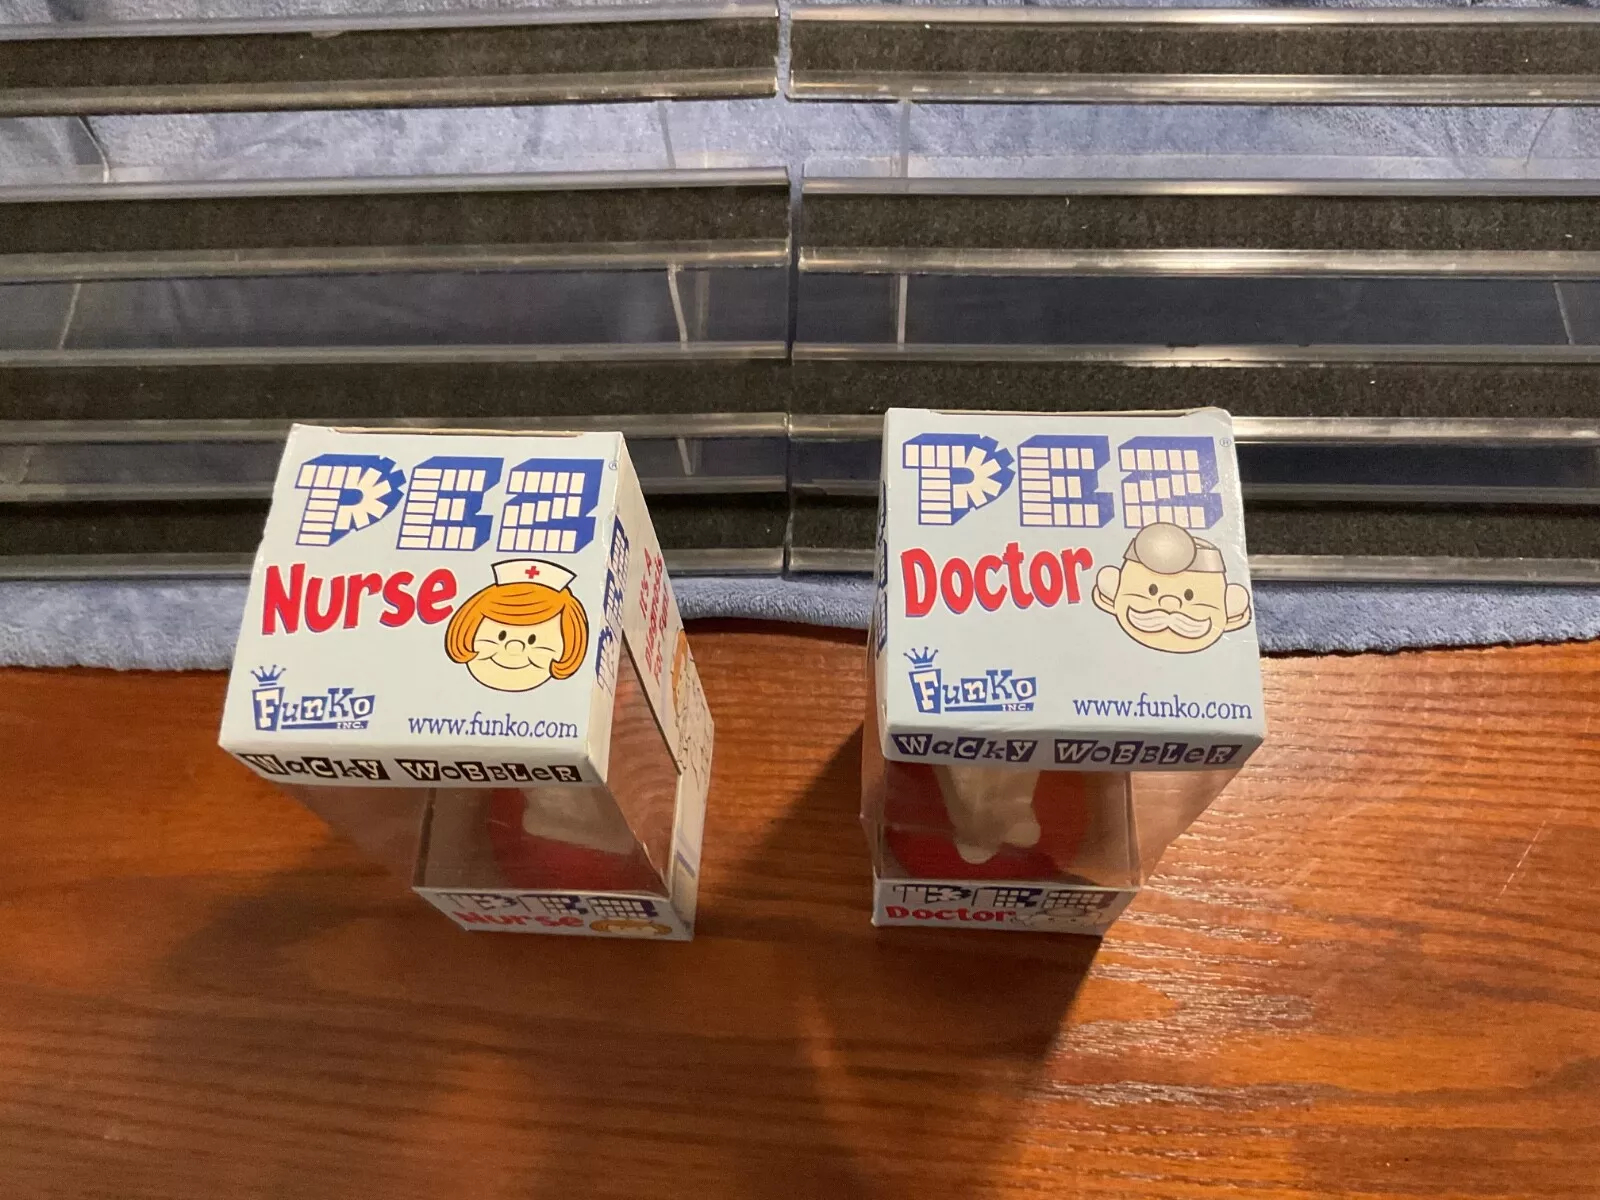 PEZ®
Nurse
Funko
INC.
www.funko.com
Wacky Wobbler
IT'S A
PEZ
Nurse
PEZ®
Doctor
Funko
INC.
www.funko.com
Wacky Wobbler
PEZ
Doctor